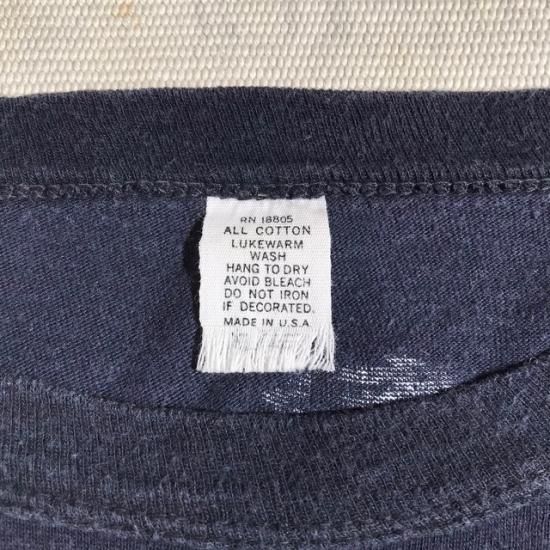 RN 18805
ALL COTTON
LUKEWARM
WASH
HANG TO DRY
AVOID BLEACH
DO NOT IRON
IF DECORATED.
MADE IN U.S.A.